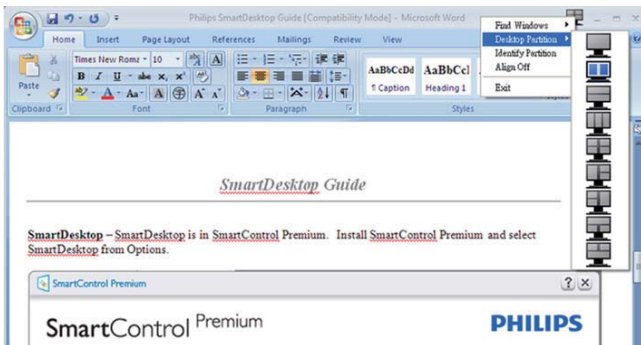 Philips SmartDesktop Guide [Compatibility Mode] - Microsoft Word
Find Windows
Desktop Partition
Identify Partition
Align Off
Exit
Home Insert Page Layout References Mailings Review View
Times New Roma 10
Paste
B I U abc x, x²
AaBbCcDd AaBbCcl
¶ Caption Heading 1
Clipboard Font Paragraph Styles
SmartDesktop Guide
SmartDesktop – SmartDesktop is in SmartControl Premium. Install SmartControl Premium and select
SmartDesktop from Options.
SmartControl Premium
SmartControl Premium
PHILIPS